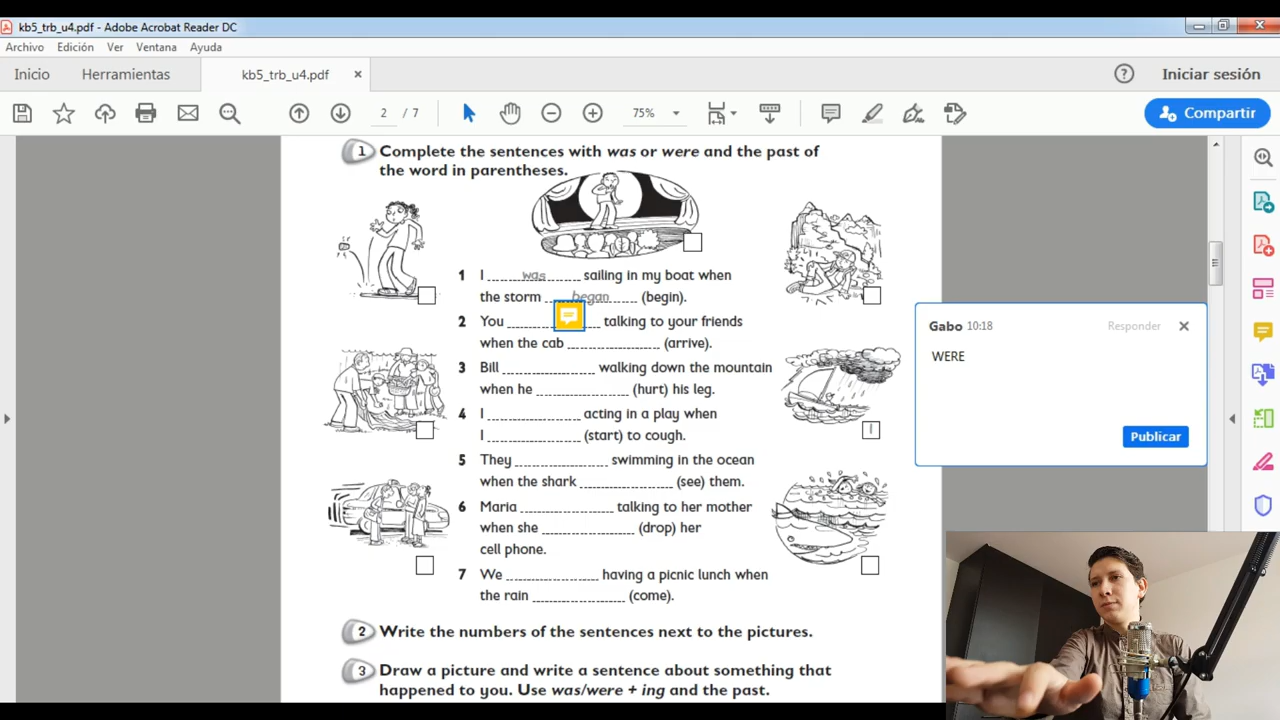 kb5_trb_u4.pdf - Adobe Acrobat Reader DC
Archivo Edición Ver Ventana Ayuda
Inicio Herramientas kb5_trb_u4.pdf × Iniciar sesión
2 / 7 75% Compartir
1 Complete the sentences with was or were and the past of
the word in parentheses.
1 I was sailing in my boat when
the storm began (begin).
2 You talking to your friends
when the cab (arrive).
3 Bill walking down the mountain
when he (hurt) his leg.
4 I acting in a play when
I (start) to cough.
5 They swimming in the ocean
when the shark (see) them.
6 Maria talking to her mother
when she (drop) her
cell phone.
7 We having a picnic lunch when
the rain (come).
1
2 Write the numbers of the sentences next to the pictures.
3 Draw a picture and write a sentence about something that
happened to you. Use was/were + ing and the past.
Gabo 10:18 Responder
WERE
Publicar